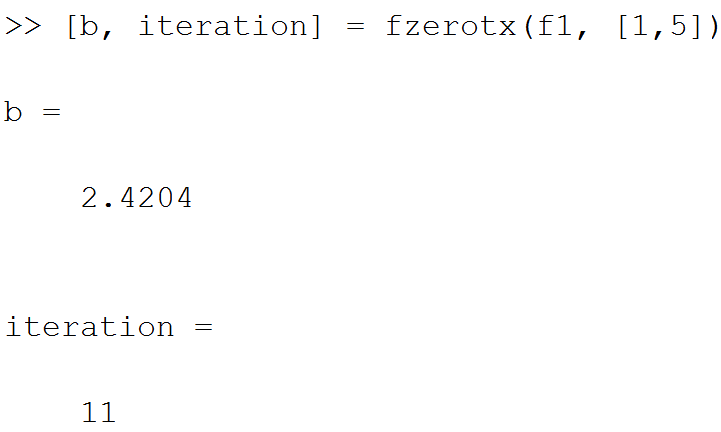 >> [b, iteration] = fzerotx(f1, [1,5])
b =
2.4204
iteration =
11